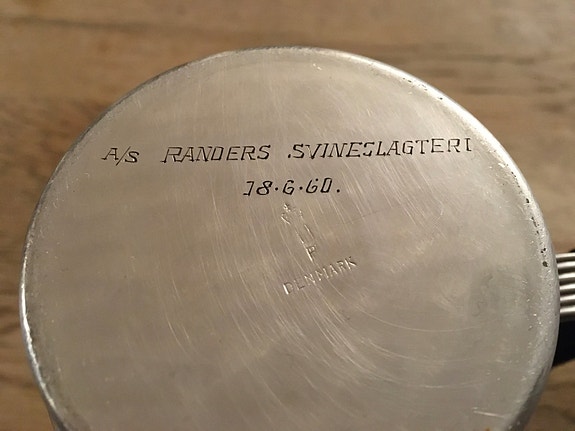 A/S RANDERS SVINESLAGTERI
18·6·60.
DENMARK